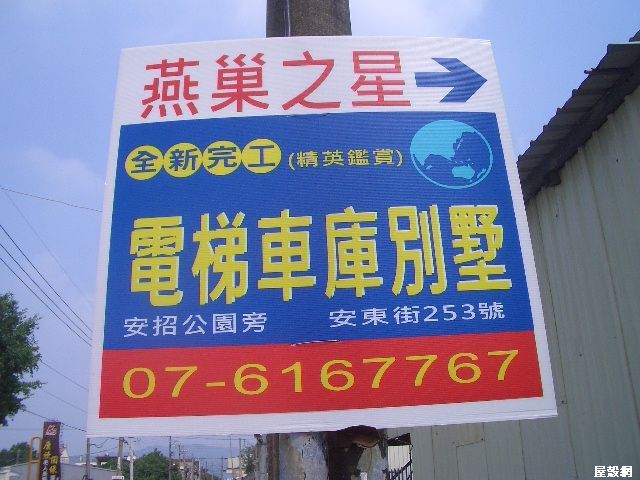 燕巢之星
全新完工(精英鑑賞)
電梯車庫別墅
安招公園旁 安東街253號
07-6167767
屋殼網